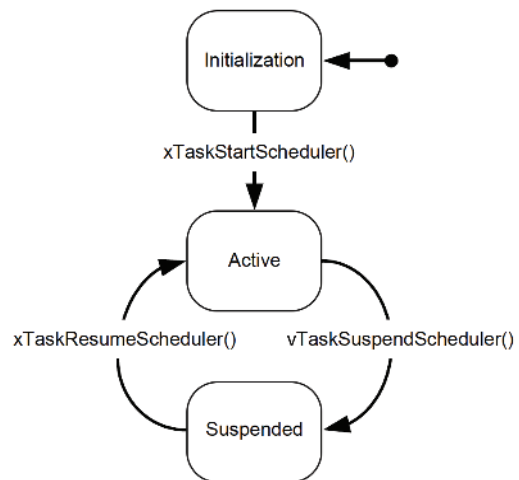 Initialization
xTaskStartScheduler()
Active
xTaskResumeScheduler()
vTaskSuspendScheduler()
Suspended